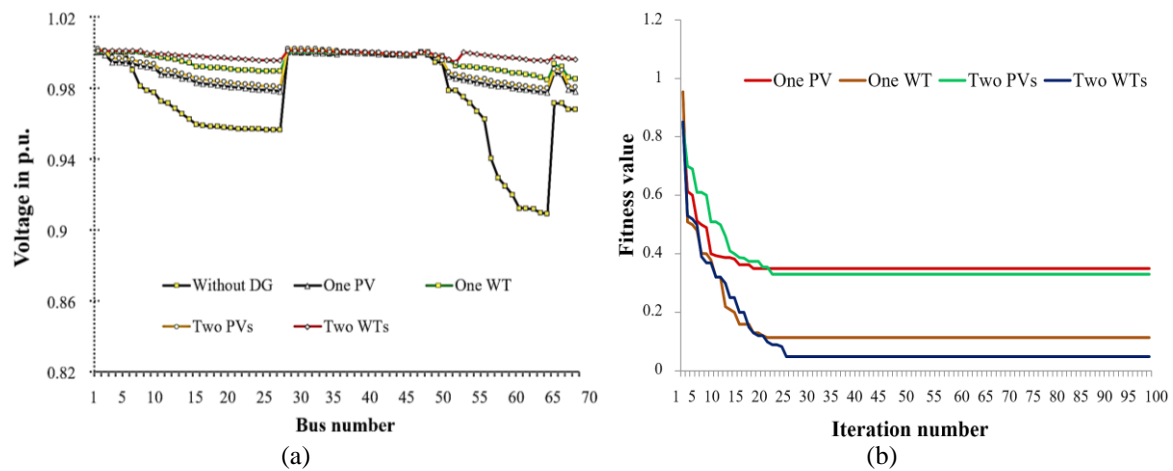 1.02
1
0.98
0.94
0.9
0.86
0.82
Voltage in p.u.
Without DG
One PV
One WT
Two PVs
Two WTs
1 5 10 15 20 25 30 35 40 45 50 55 60 65 70
Bus number
(a)
1.2
1
0.8
0.6
0.4
0.2
0
Fitness value
One PV
One WT
Two PVs
Two WTs
1 5 10 15 20 25 30 35 40 45 50 55 60 65 70 75 80 85 90 95 100
Iteration number
(b)